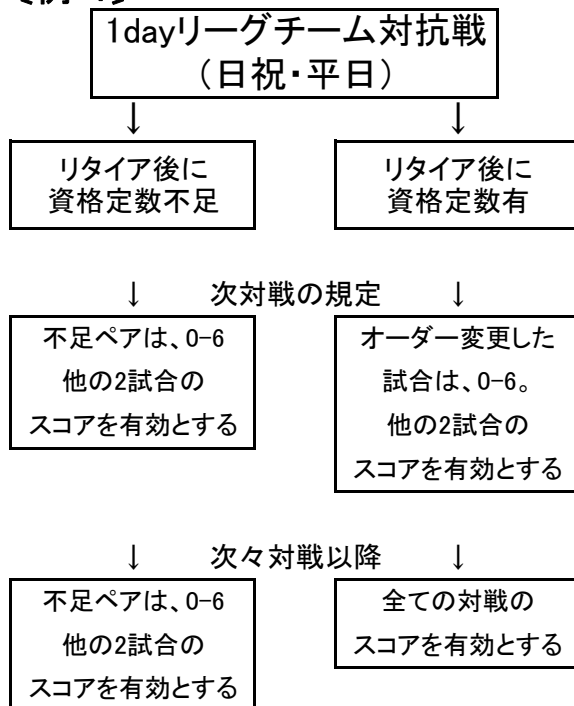 1dayリーグチーム対抗戦
（日祝・平日）
↓ ↓
リタイア後に
資格定数不足
リタイア後に
資格定数有
↓ 次対戦の規定 ↓
不足ペアは、0-6
他の2試合の
スコアを有効とする
オーダー変更した
試合は、0-6。
他の2試合の
スコアを有効とする
↓ 次々対戦以降 ↓
不足ペアは、0-6
他の2試合の
スコアを有効とする
全ての対戦の
スコアを有効とする